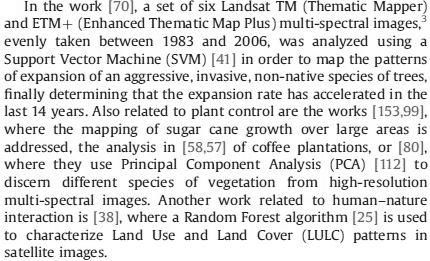 In the work [70], a set of six Landsat TM (Thematic Mapper)
and ETM+ (Enhanced Thematic Map Plus) multi-spectral images,3
evenly taken between 1983 and 2006, was analyzed using a
Support Vector Machine (SVM) [41] in order to map the patterns
of expansion of an aggressive, invasive, non-native species of trees,
finally determining that the expansion rate has accelerated in the
last 14 years. Also related to plant control are the works [153,99],
where the mapping of sugar cane growth over large areas is
addressed, the analysis in [58,57] of coffee plantations, or [80],
where they use Principal Component Analysis (PCA) [112] to
discern different species of vegetation from high-resolution
multi-spectral images. Another work related to human–nature
interaction is [38], where a Random Forest algorithm [25] is used
to characterize Land Use and Land Cover (LULC) patterns in
satellite images.